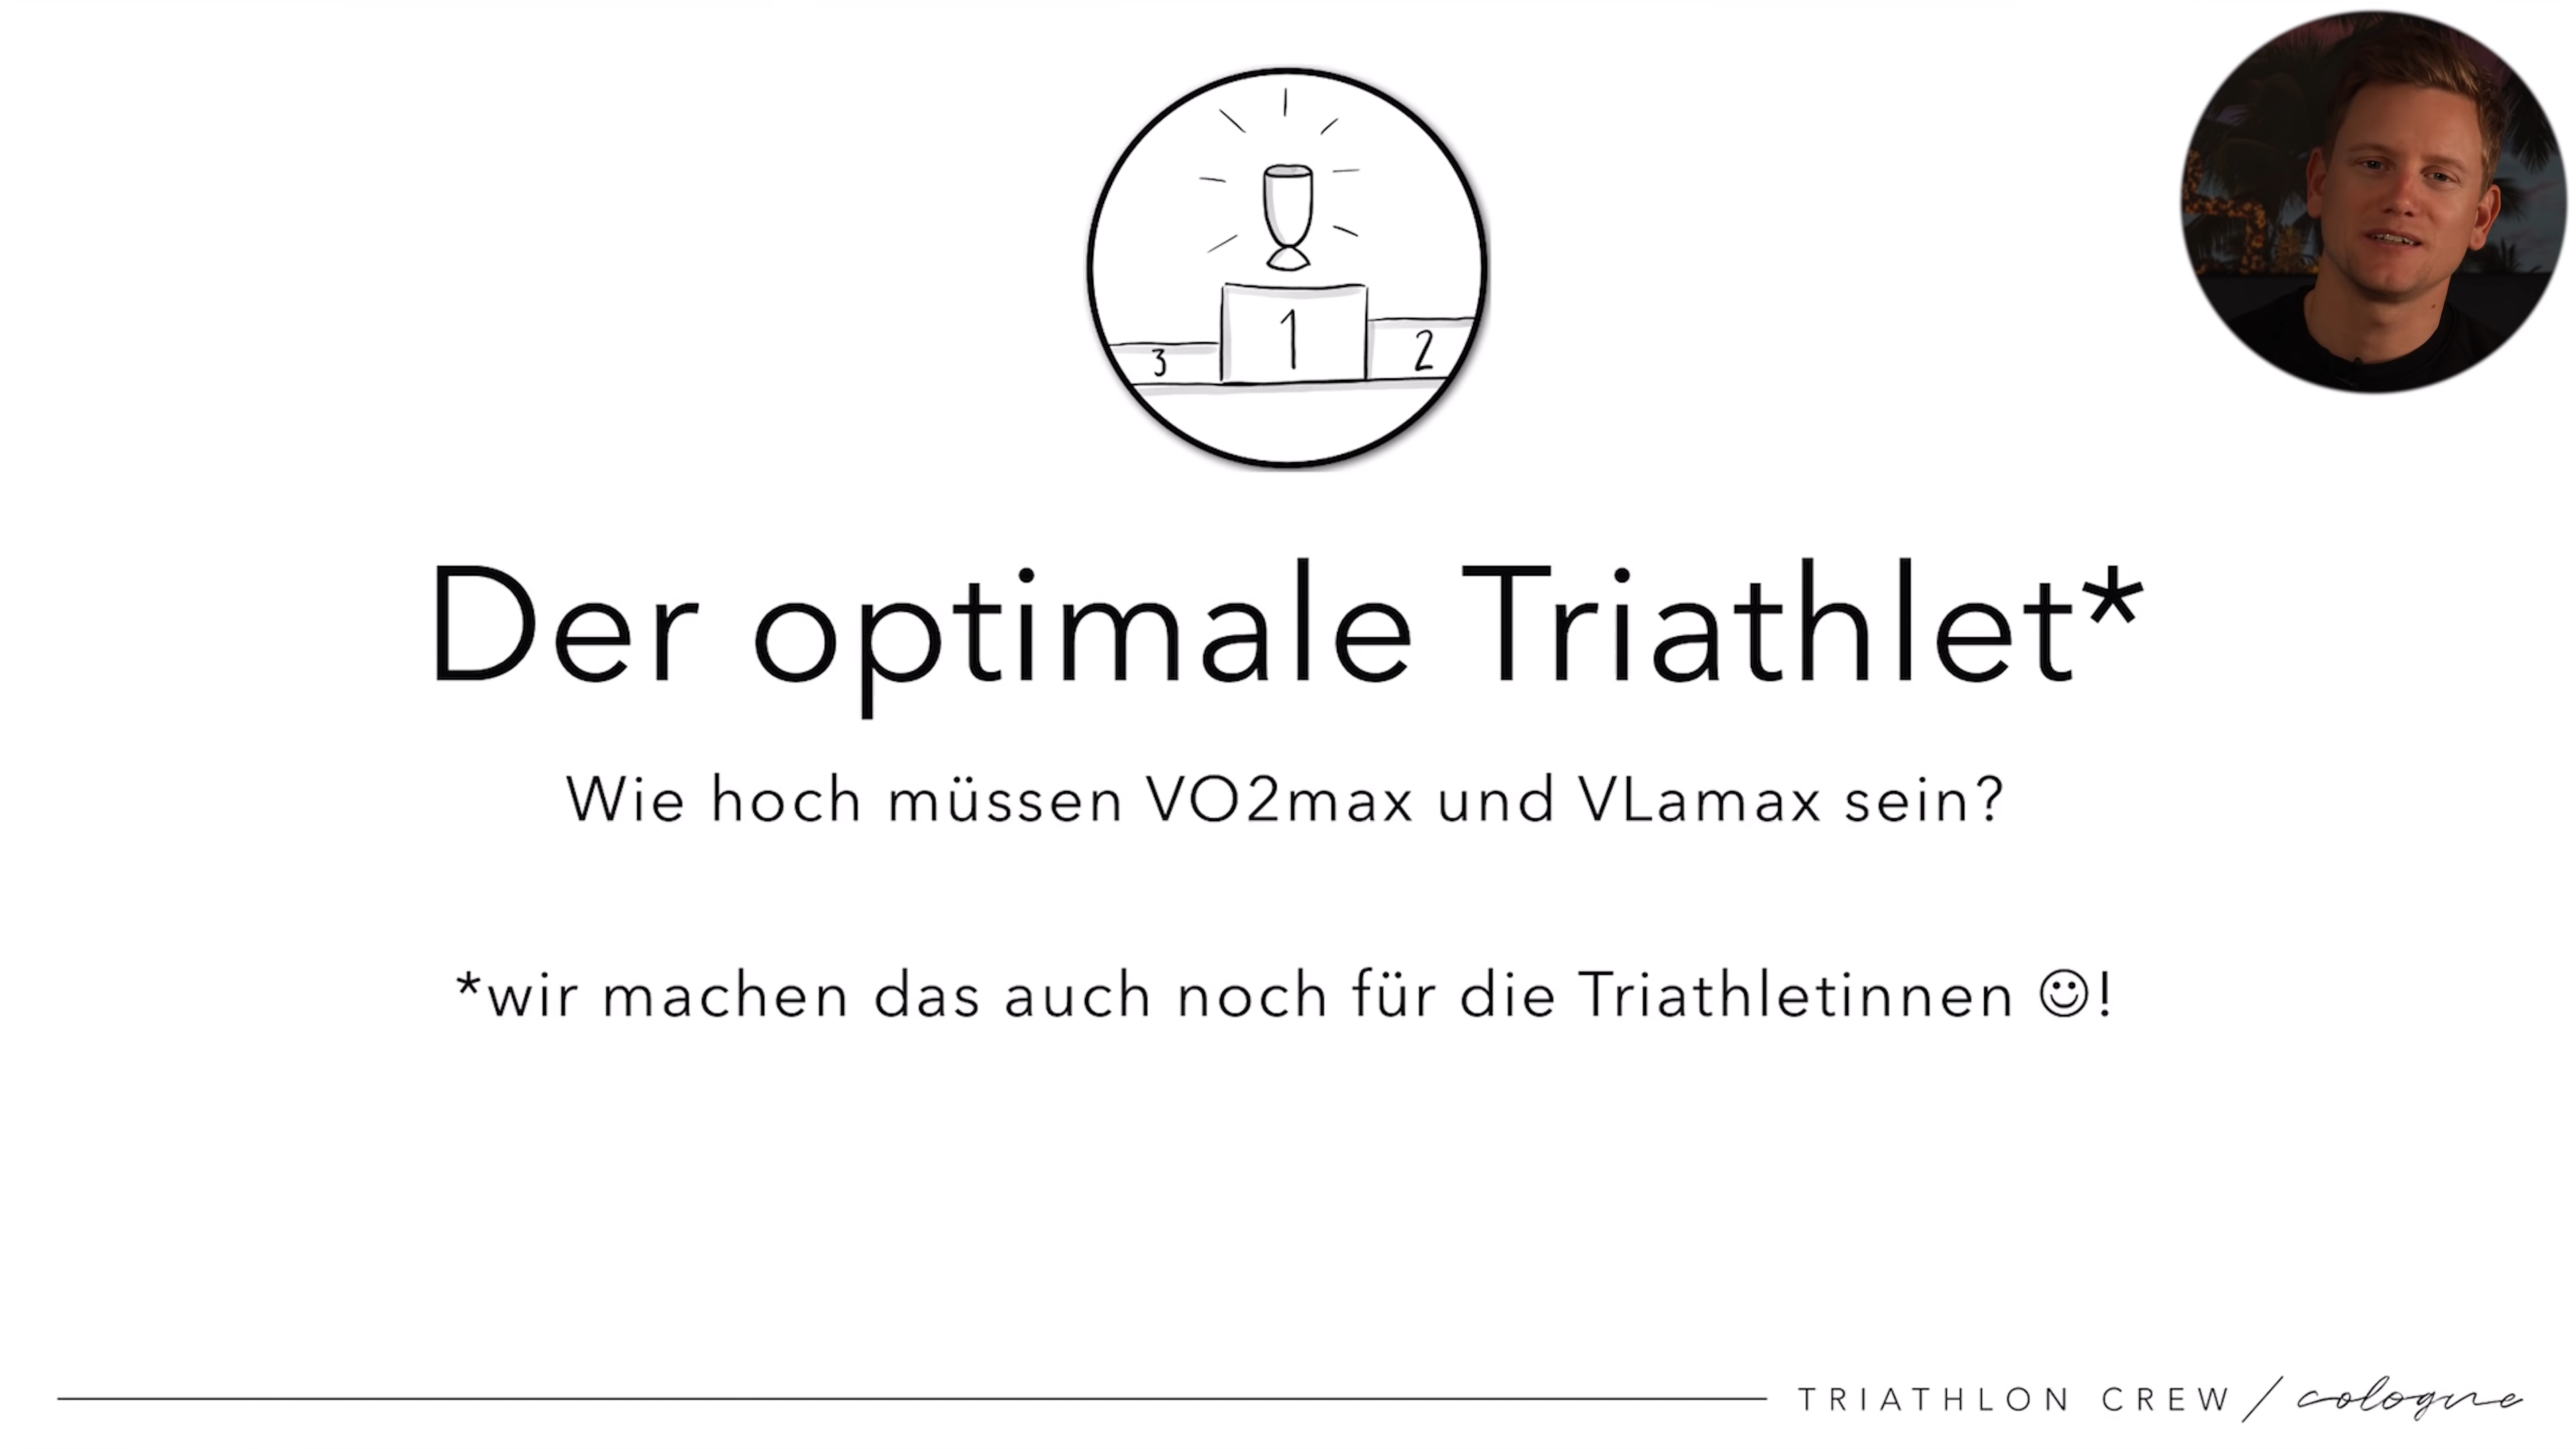 3 1 2
Der optimale Triathlet*
Wie hoch müssen VO2max und VLamax sein?
*wir machen das auch noch für die Triathletinnen ☺!
TRIATHLON CREW / cologne